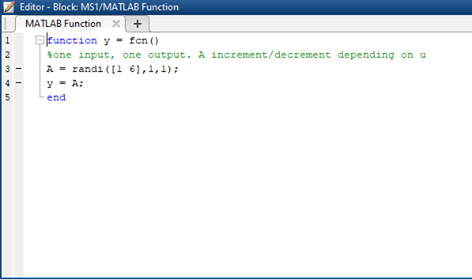 Editor - Block: MS1/MATLAB Function
MATLAB Function × +
1 function y = fcn()
2 %one input, one output. A increment/decrement depending on u
3 – A = randi([1 6],1,1);
4 – y = A;
5 end